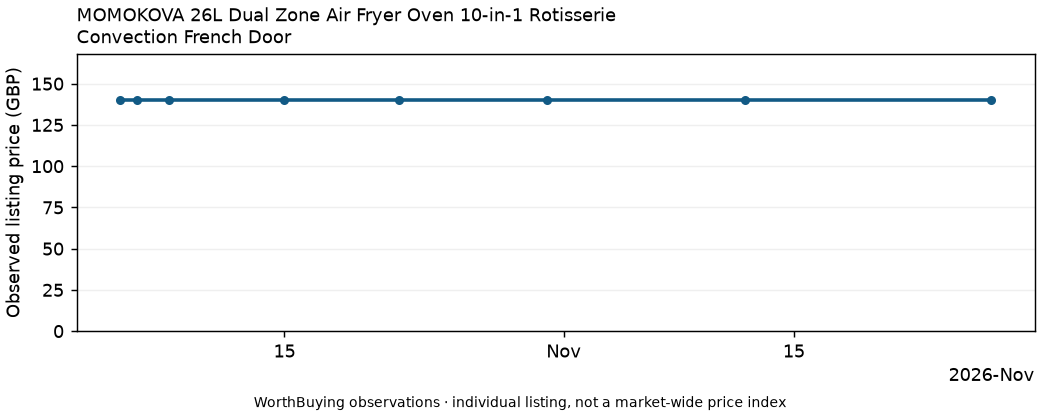 MOMOKOVA 26L Dual Zone Air Fryer Oven 10-in-1 Rotisserie
Convection French Door
Observed listing price (GBP)
150
125
100
75
50
25
0
15
Nov
15
2026-Nov
WorthBuying observations · individual listing, not a market-wide price index